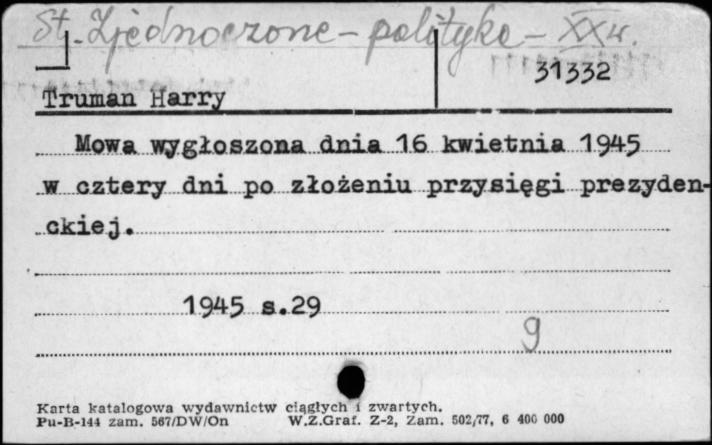 St. Zjednoczone - polityka - XX w.
31332
Truman Harry
Mowa wygłoszona dnia 16 kwietnia 1945
w cztery dni po złożeniu przysięgi prezyden-
ckiej.
1945 s.29
9
Karta katalogowa wydawnictw ciągłych i zwartych.
Pu-B-144 zam. 567/DW/On W.Z.Graf. Z-2, Zam. 502/77, 6 400 000